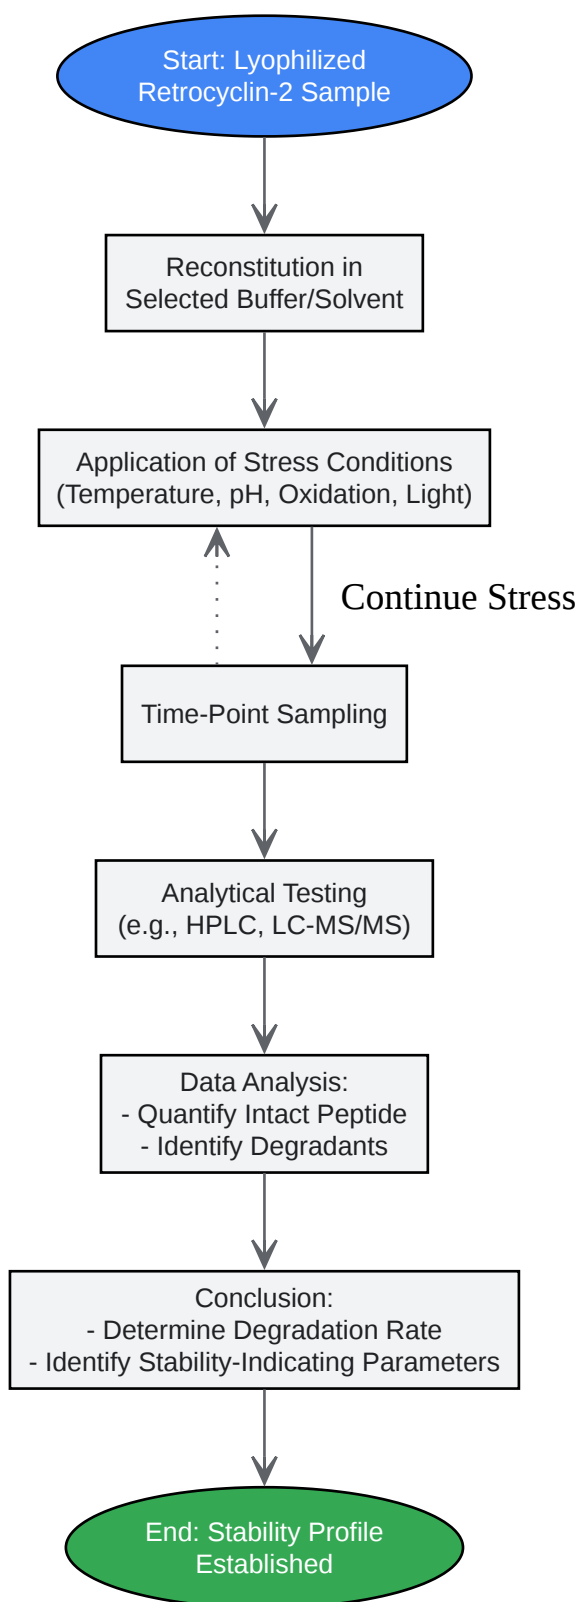 Start: Lyophilized
Retrocyclin-2 Sample
Reconstitution in
Selected Buffer/Solvent
Application of Stress Conditions
(Temperature, pH, Oxidation, Light)
Continue Stress
Time-Point Sampling
Analytical Testing
(e.g., HPLC, LC-MS/MS)
Data Analysis:
- Quantify Intact Peptide
- Identify Degradants
Conclusion:
- Determine Degradation Rate
- Identify Stability-Indicating Parameters
End: Stability Profile
Established